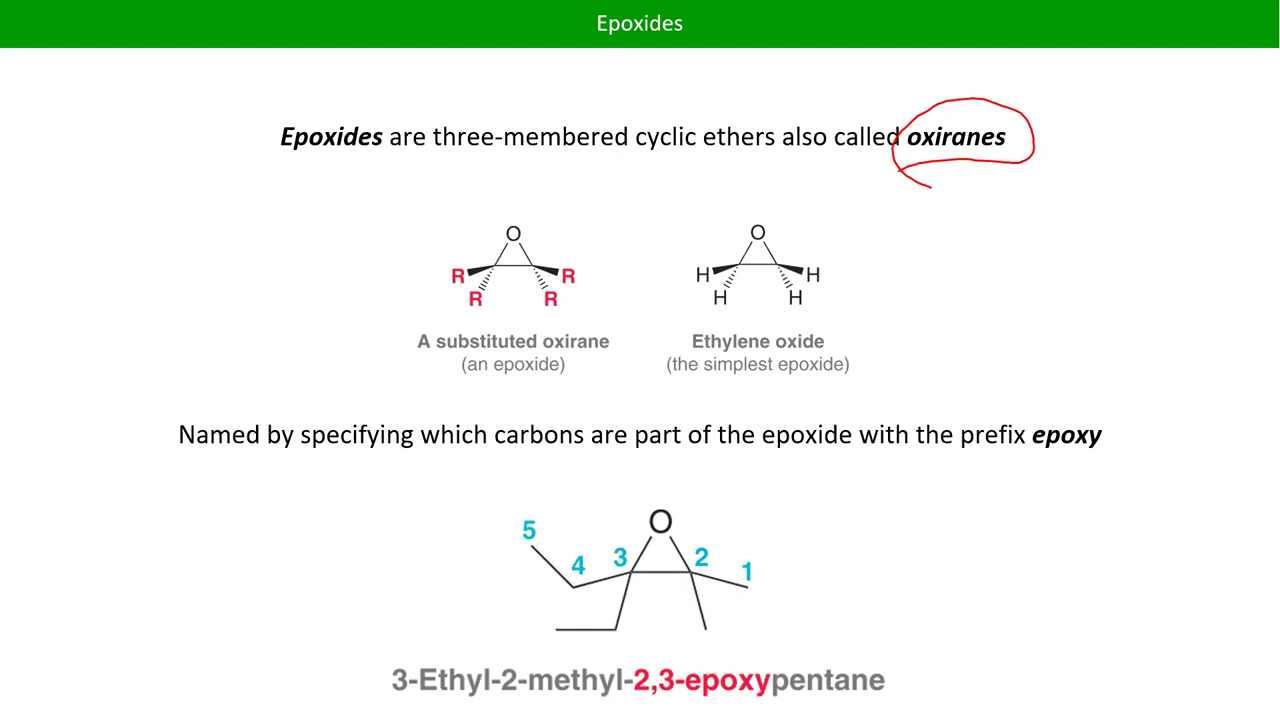 Epoxides
Epoxides are three-membered cyclic ethers also called oxiranes
O
R R
R R
A substituted oxirane
(an epoxide)
O
H H
H H
Ethylene oxide
(the simplest epoxide)
Named by specifying which carbons are part of the epoxide with the prefix epoxy
O
5
4 3 2 1
3-Ethyl-2-methyl-2,3-epoxypentane